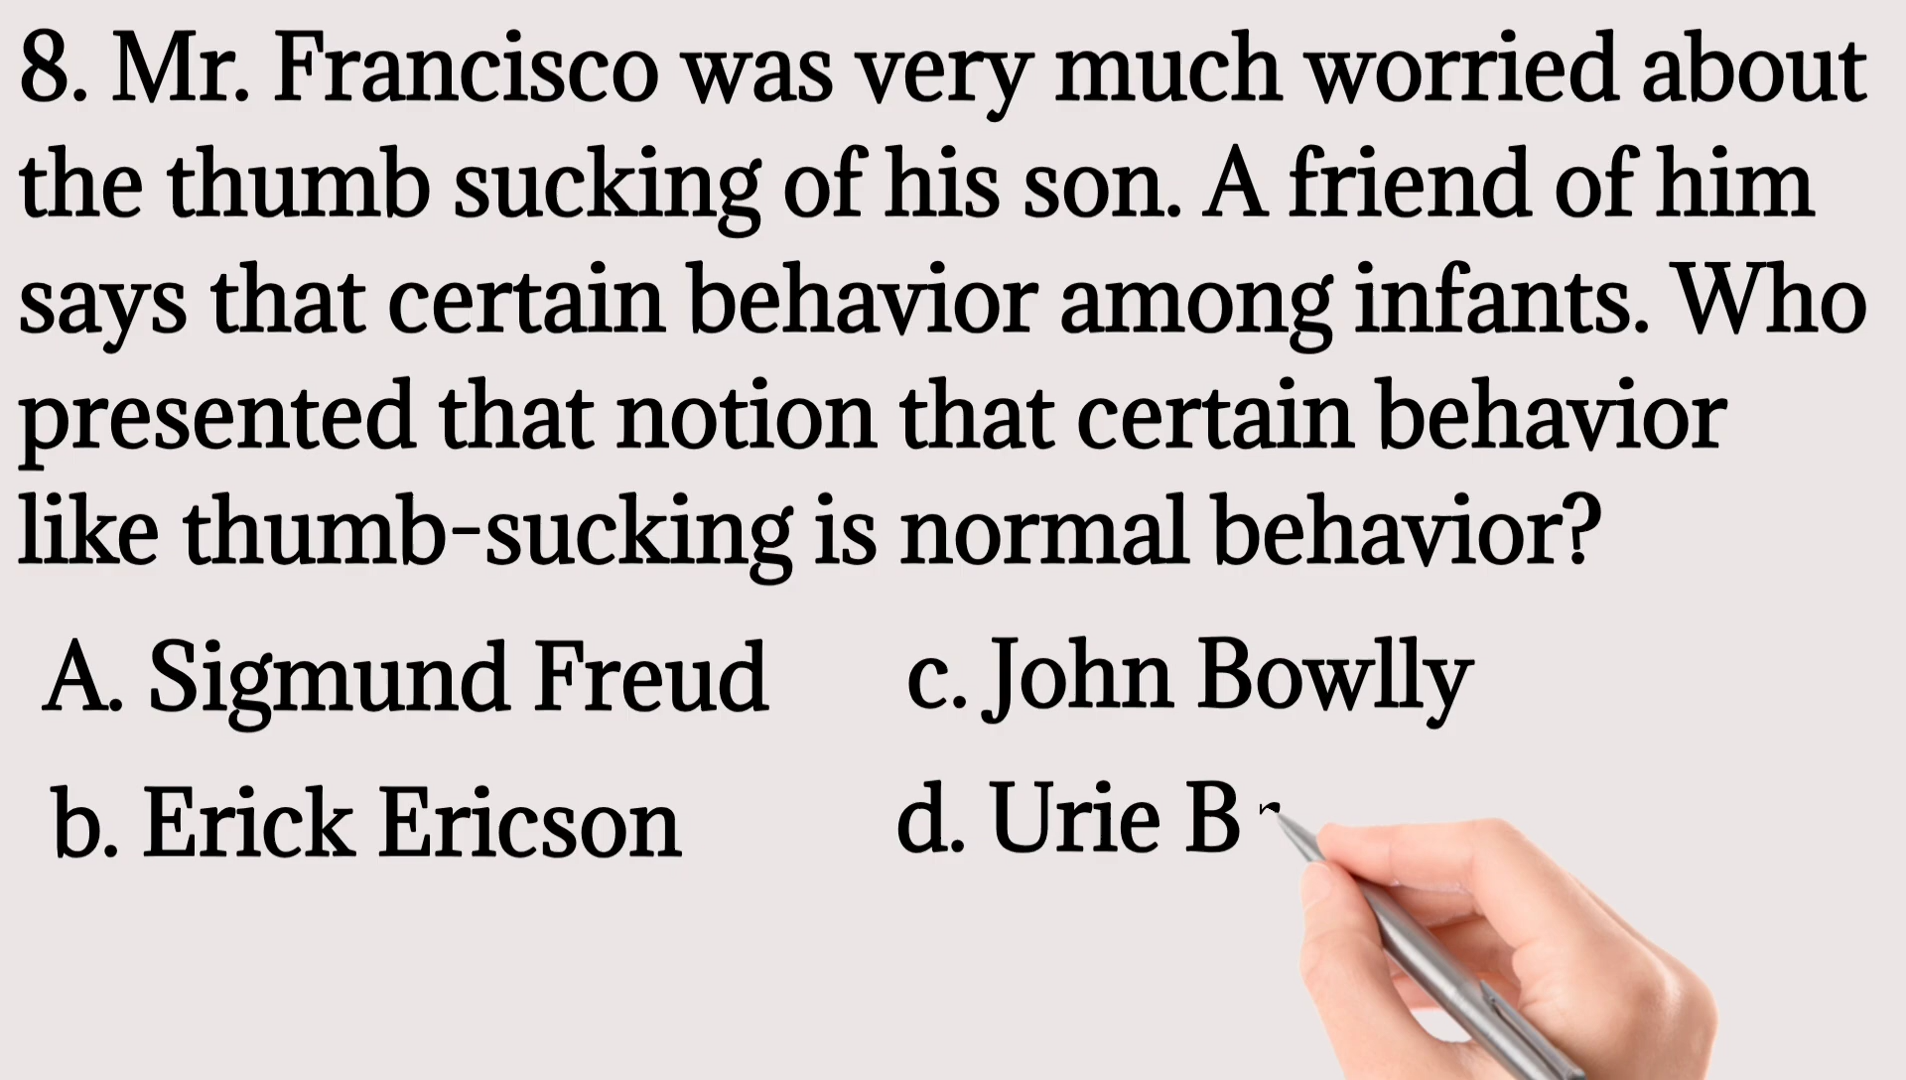 8. Mr. Francisco was very much worried about
the thumb sucking of his son. A friend of him
says that certain behavior among infants. Who
presented that notion that certain behavior
like thumb-sucking is normal behavior?
A. Sigmund Freud
b. Erick Ericson
c. John Bowlly
d. Urie B